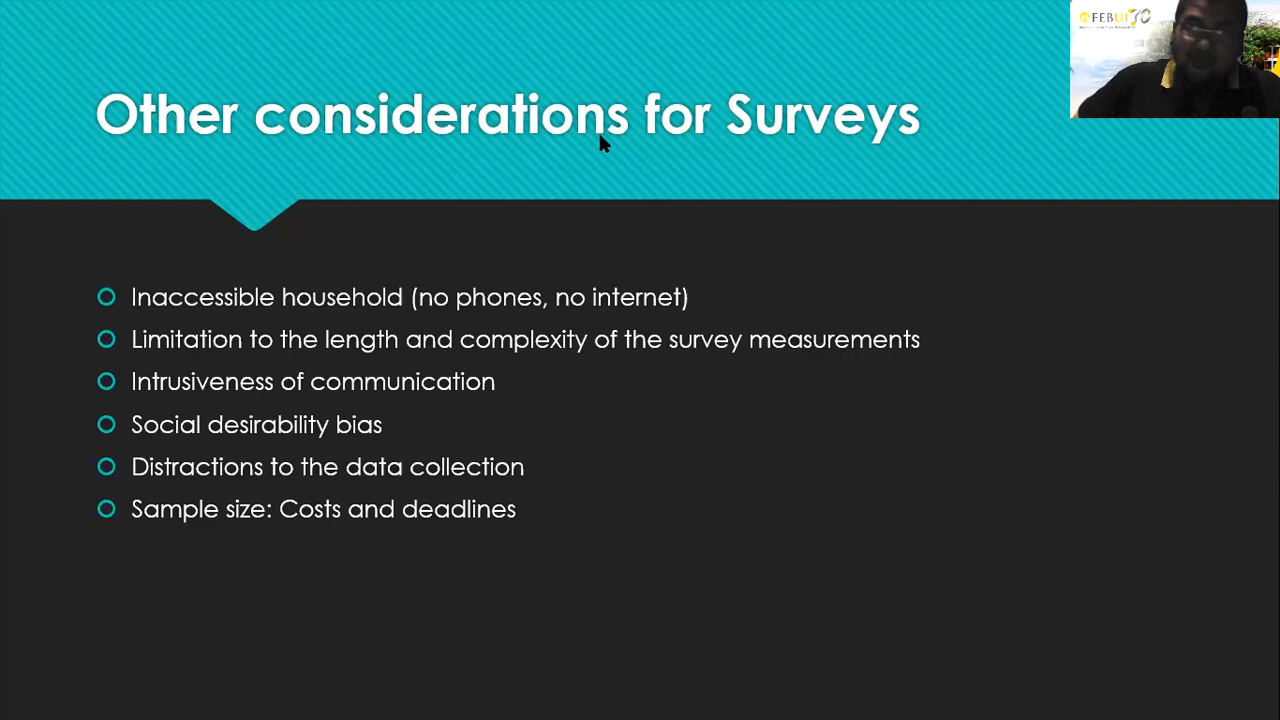 FEBUI70
Other considerations for Surveys
Inaccessible household (no phones, no internet)
Limitation to the length and complexity of the survey measurements
Intrusiveness of communication
Social desirability bias
Distractions to the data collection
Sample size: Costs and deadlines